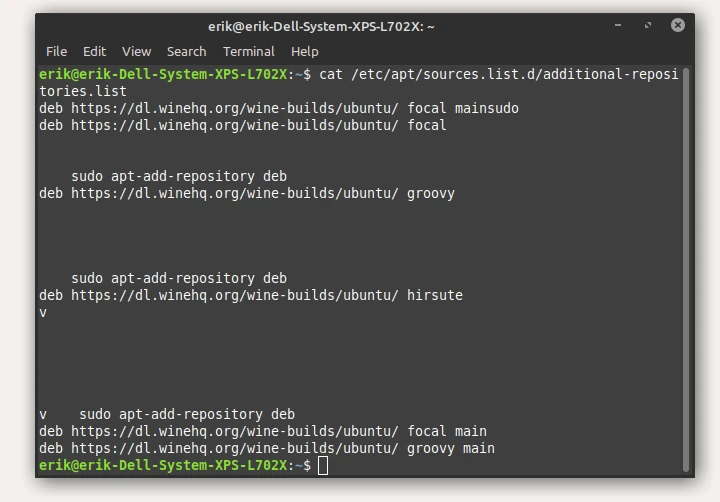 erik@erik-Dell-System-XPS-L702X: ~
File Edit View Search Terminal Help
erik@erik-Dell-System-XPS-L702X:~$ cat /etc/apt/sources.list.d/additional-reposi
tories.list
deb https://dl.winehq.org/wine-builds/ubuntu/ focal mainsudo
deb https://dl.winehq.org/wine-builds/ubuntu/ focal
sudo apt-add-repository deb
deb https://dl.winehq.org/wine-builds/ubuntu/ groovy
sudo apt-add-repository deb
deb https://dl.winehq.org/wine-builds/ubuntu/ hirsute
v
v    sudo apt-add-repository deb
deb https://dl.winehq.org/wine-builds/ubuntu/ focal main
deb https://dl.winehq.org/wine-builds/ubuntu/ groovy main
erik@erik-Dell-System-XPS-L702X:~$